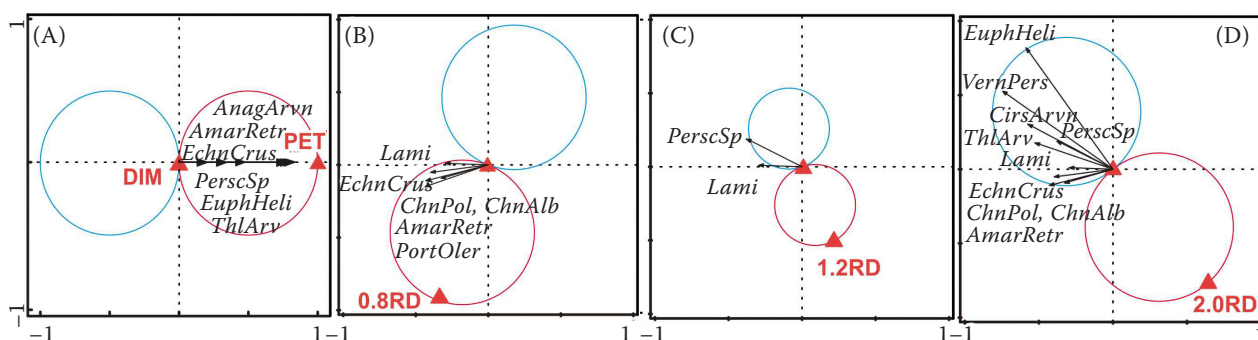 1
(A)
AnagArvn
AmarRetr
PET
EchnCrus
DIM
PerscSp
EuphHeli
ThlArv
-1
-1
1
(B)
Lami
EchnCrus
ChnPol, ChnAlb
AmarRetr
PortOler
0.8RD
-1
1
(C)
PerscSp
Lami
1.2RD
-1
1
EuphHeli
(D)
VernPers
CirsArvn
ThlArv
PerscSp
Lami
EchnCrus
ChnPol, ChnAlb
AmarRetr
2.0RD
-1
1